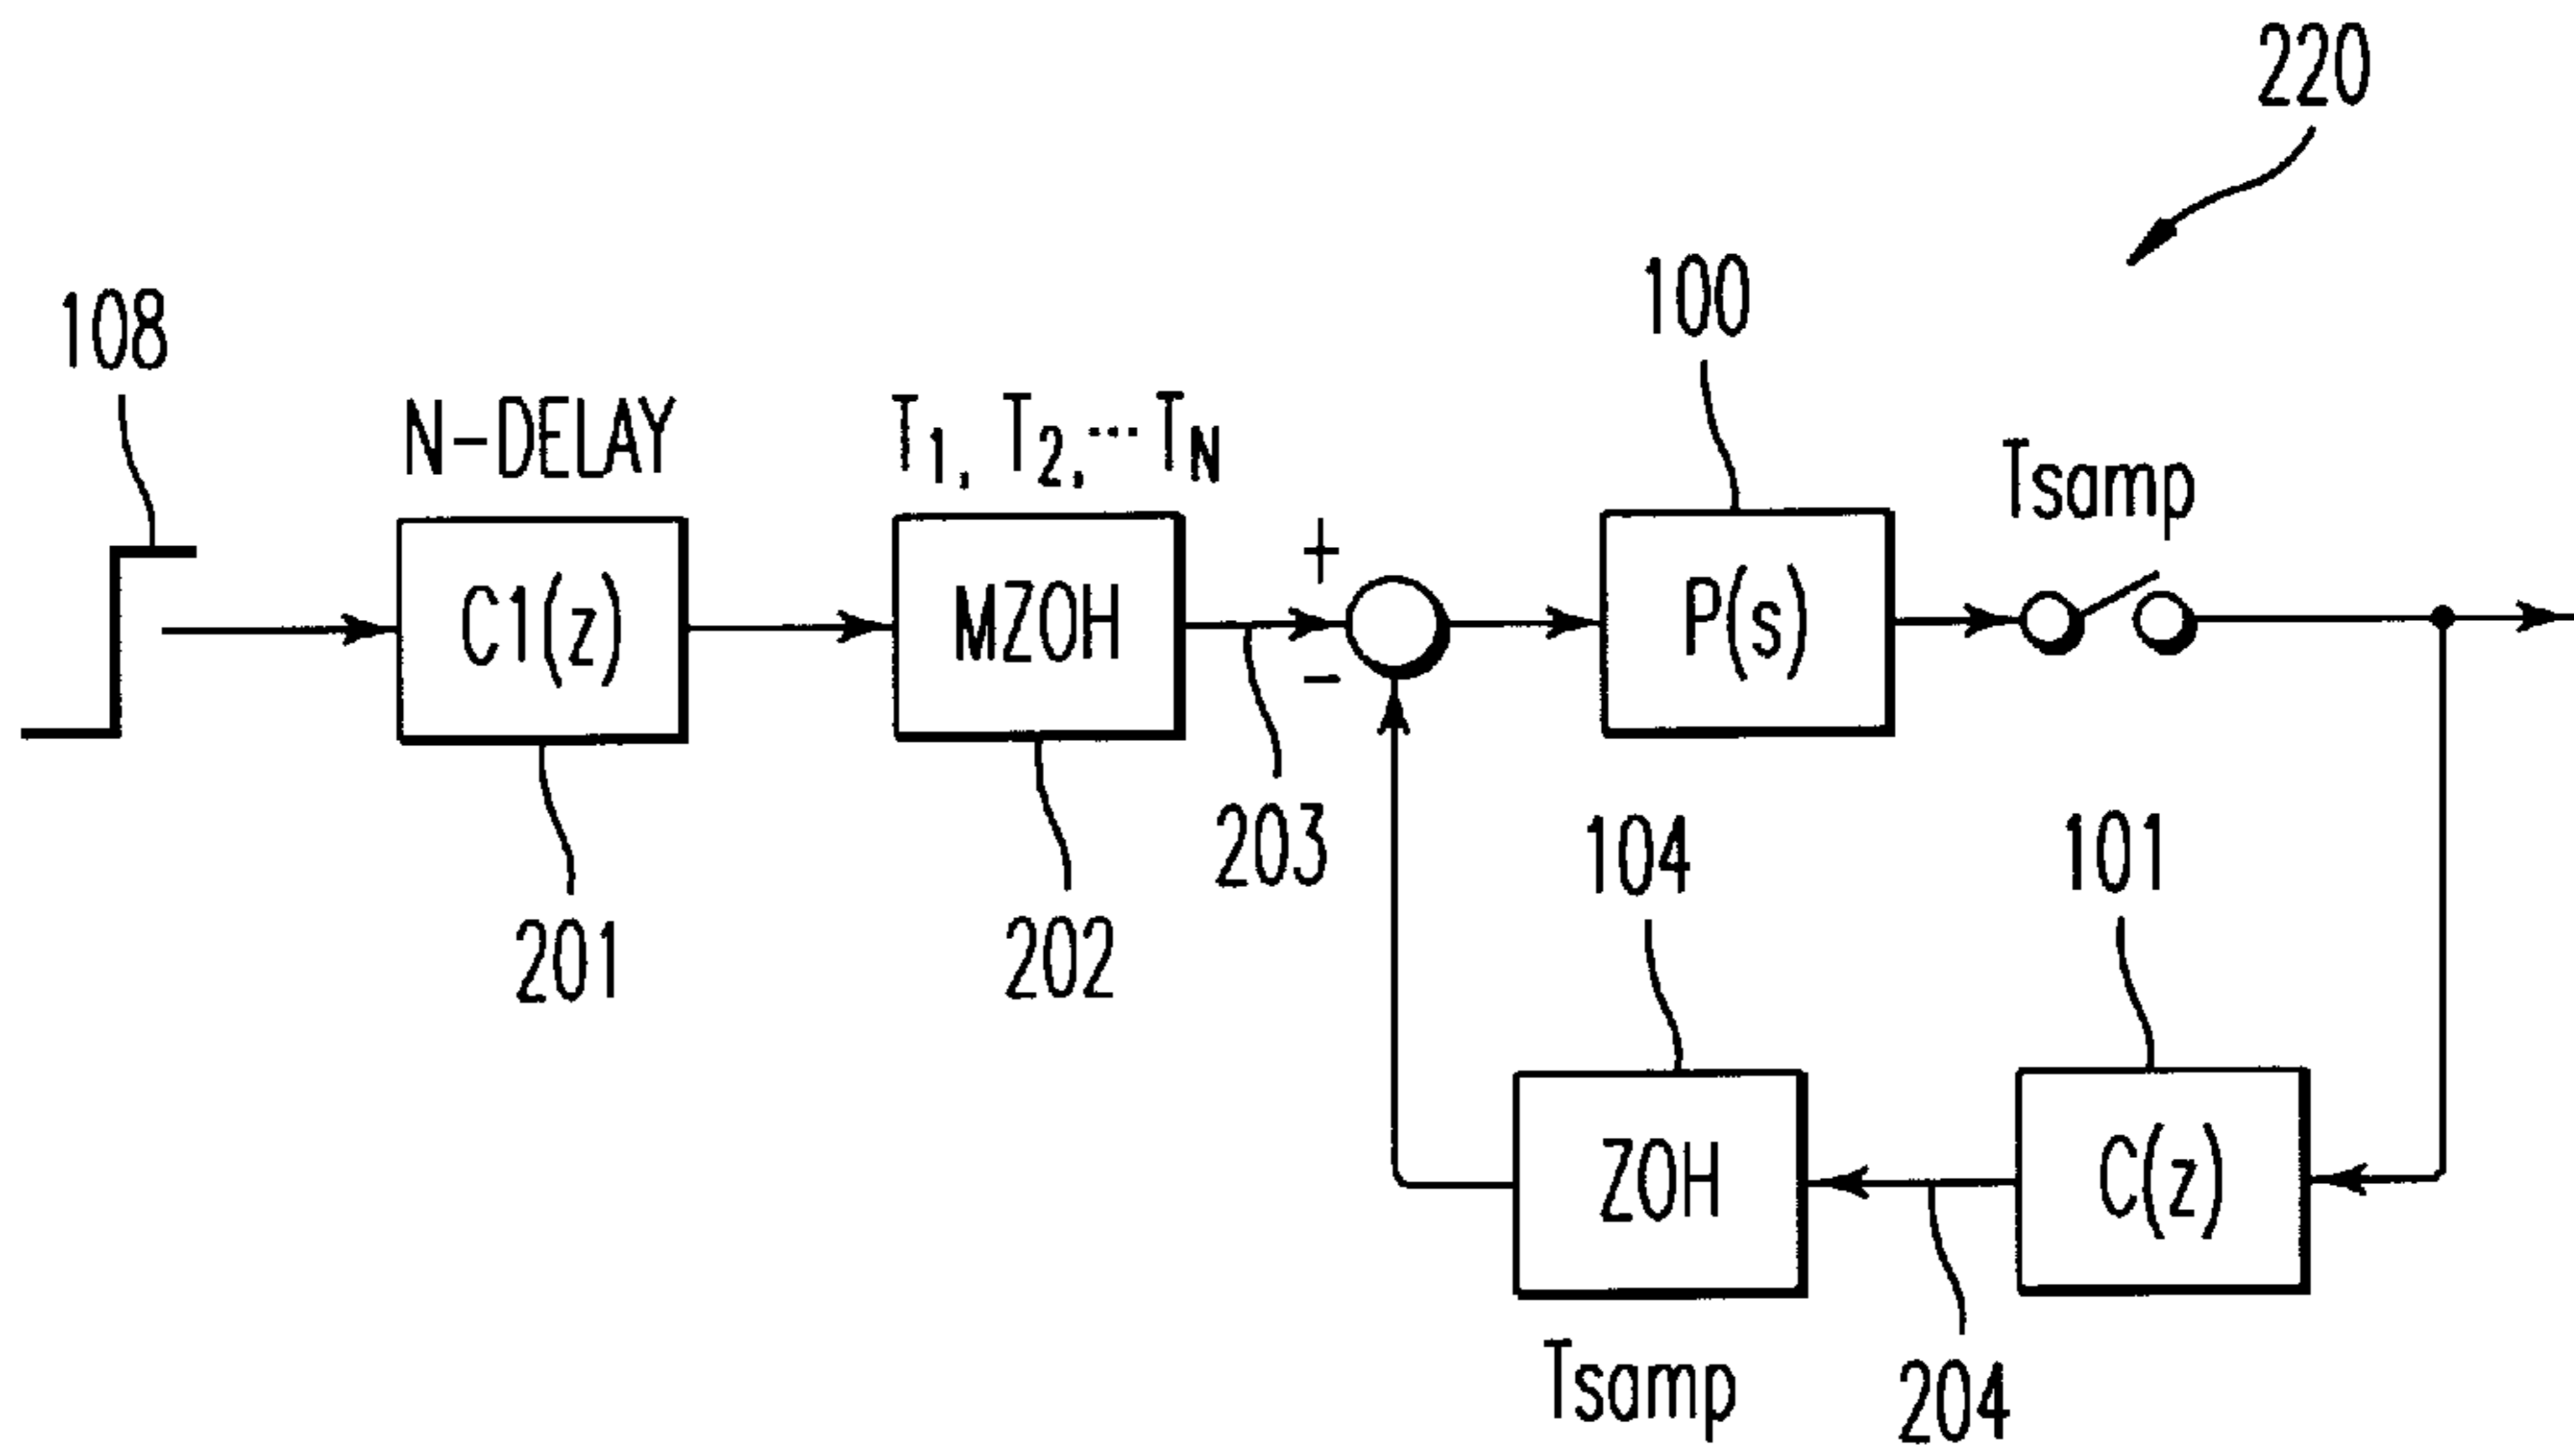 220
100
108
N-DELAY
T1, T2,...TN
Tsamp
C1(z)
MZOH
+
-
P(s)
203
104
101
201
202
ZOH
C(z)
Tsamp
204